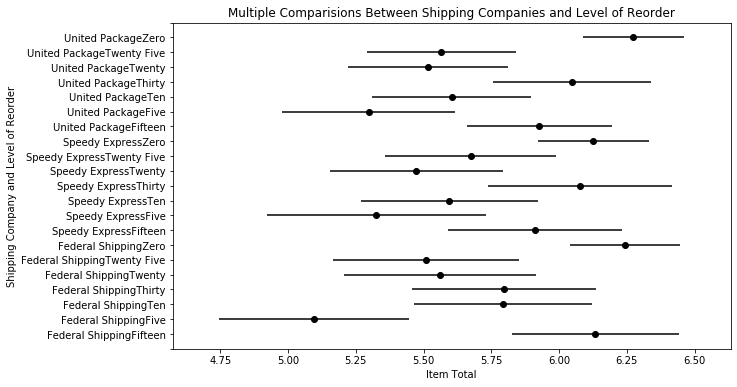 Multiple Comparisions Between Shipping Companies and Level of Reorder
Shipping Company and Level of Reorder
United PackageZero
United PackageTwenty Five
United PackageTwenty
United PackageThirty
United PackageTen
United PackageFive
United PackageFifteen
Speedy ExpressZero
Speedy ExpressTwenty Five
Speedy ExpressTwenty
Speedy ExpressThirty
Speedy ExpressTen
Speedy ExpressFive
Speedy ExpressFifteen
Federal ShippingZero
Federal ShippingTwenty Five
Federal ShippingTwenty
Federal ShippingThirty
Federal ShippingTen
Federal ShippingFive
Federal ShippingFifteen
4.75 5.00 5.25 5.50 5.75 6.00 6.25 6.50
Item Total